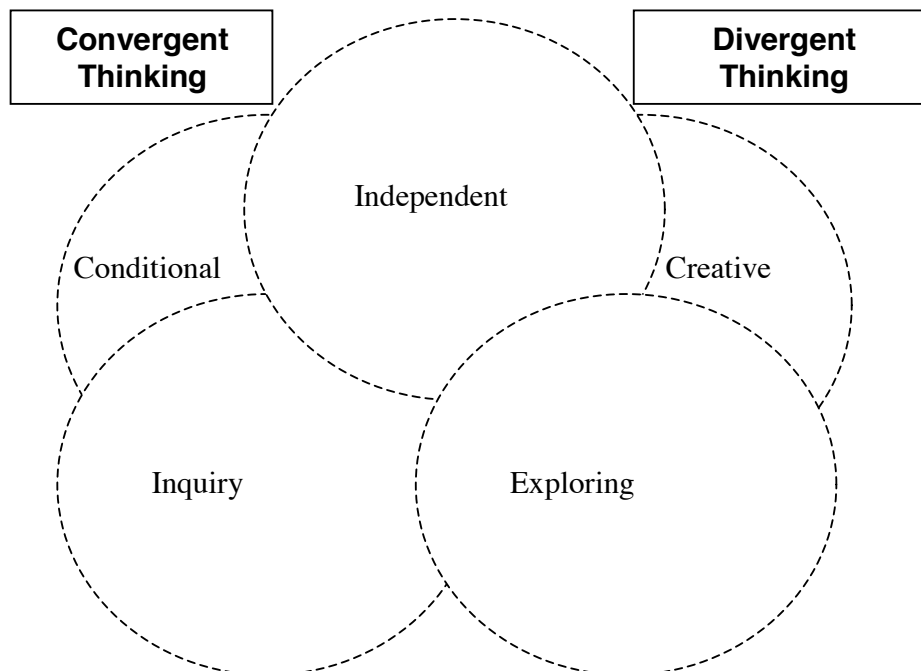 Convergent
Thinking
Divergent
Thinking
Independent
Conditional
Creative
Inquiry
Exploring